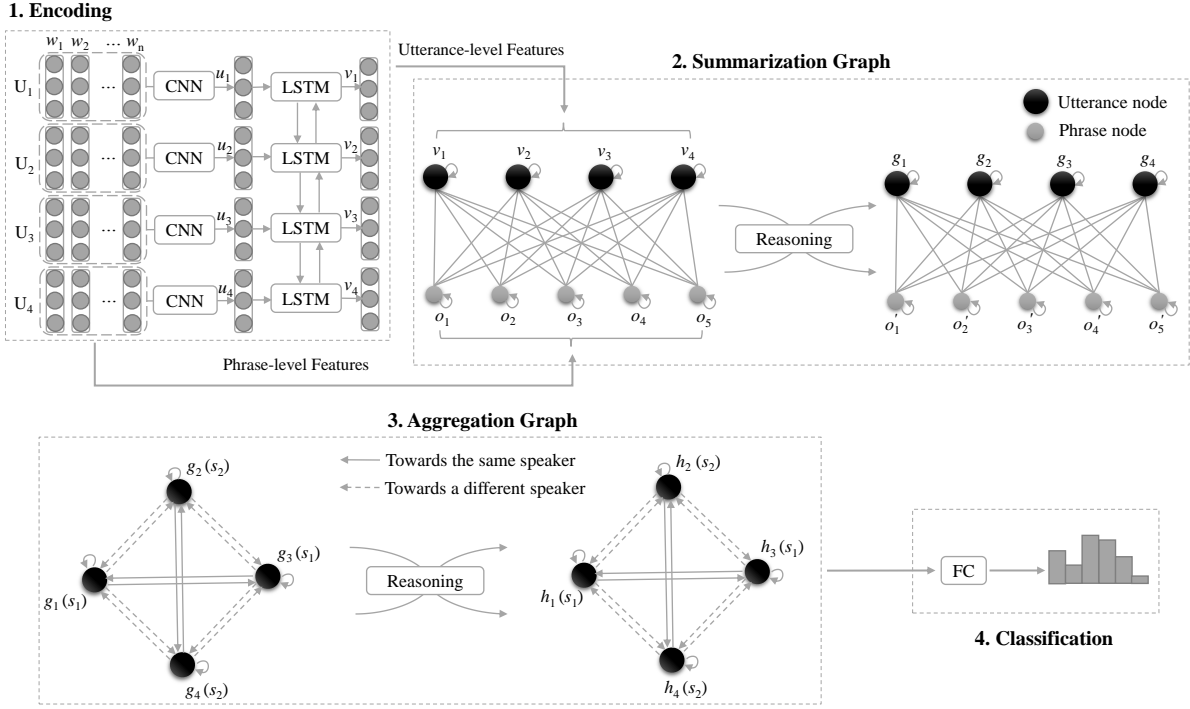 1. Encoding
w1 w2 ... wn
U1 ... CNN u1 LSTM v1
U2 ... CNN u2 LSTM v2
U3 ... CNN u3 LSTM v3
U4 ... CNN u4 LSTM v4
Utterance-level Features
Phrase-level Features
2. Summarization Graph
Utterance node
Phrase node
v1 v2 v3 v4
o1 o2 o3 o4 o5
Reasoning
g1 g2 g3 g4
o1' o2' o3' o4' o5'
3. Aggregation Graph
Towards the same speaker
Towards a different speaker
g2 (s2)
g3 (s1)
g1 (s1)
g4 (s2)
Reasoning
h2 (s2)
h3 (s1)
h1 (s1)
h4 (s2)
FC
4. Classification